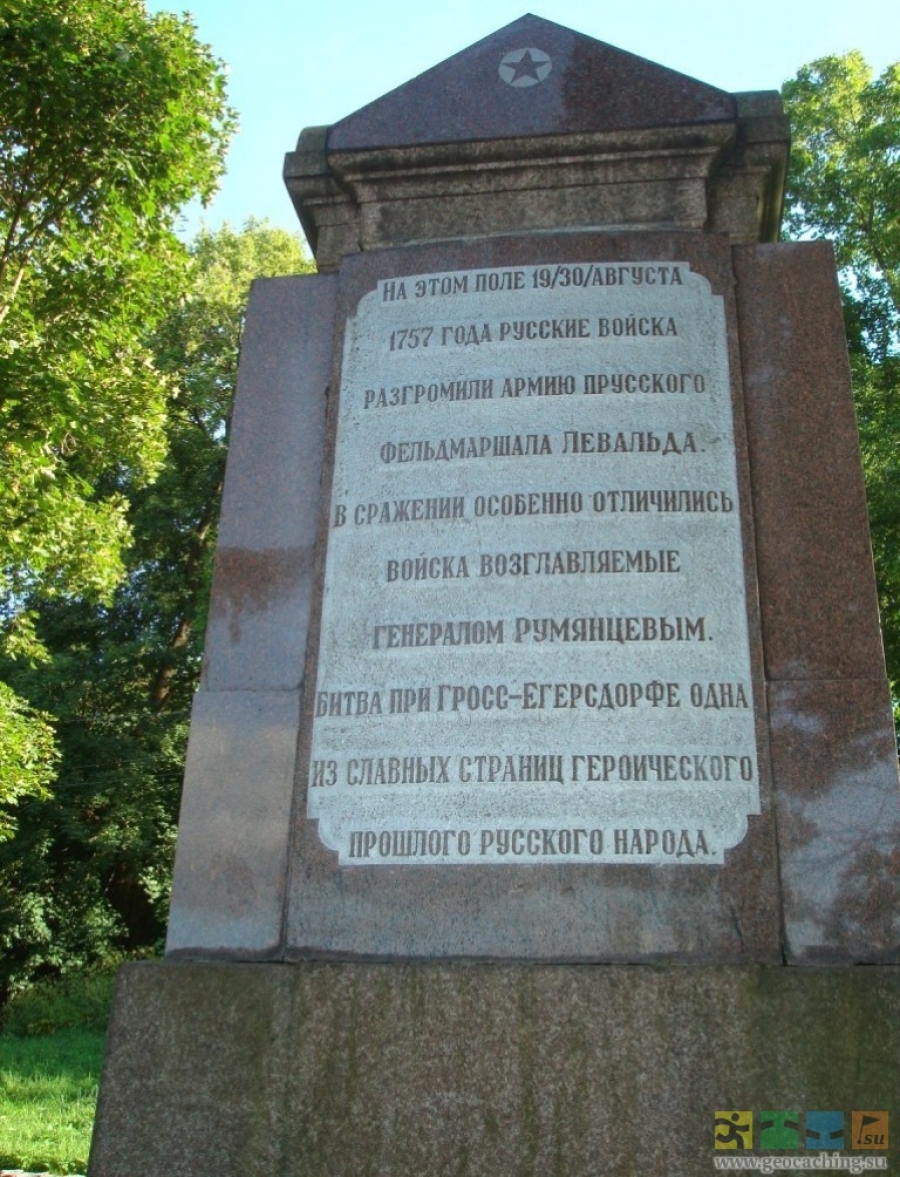 НА ЭТОМ ПОЛЕ 19/30/АВГУСТА
1757 ГОДА РУССКИЕ ВОЙСКА
РАЗГРОМИЛИ АРМИЮ ПРУССКОГО
ФЕЛЬДМАРШАЛА ЛЕВАЛЬДА.
В СРАЖЕНИИ ОСОБЕННО ОТЛИЧИЛИСЬ
ВОЙСКА ВОЗГЛАВЛЯЕМЫЕ
ГЕНЕРАЛОМ РУМЯНЦЕВЫМ.
БИТВА ПРИ ГРОСС-ЕГЕРСДОРФЕ ОДНА
ИЗ СЛАВНЫХ СТРАНИЦ ГЕРОИЧЕСКОГО
ПРОШЛОГО РУССКОГО НАРОДА.
.su
www.geocaching.su